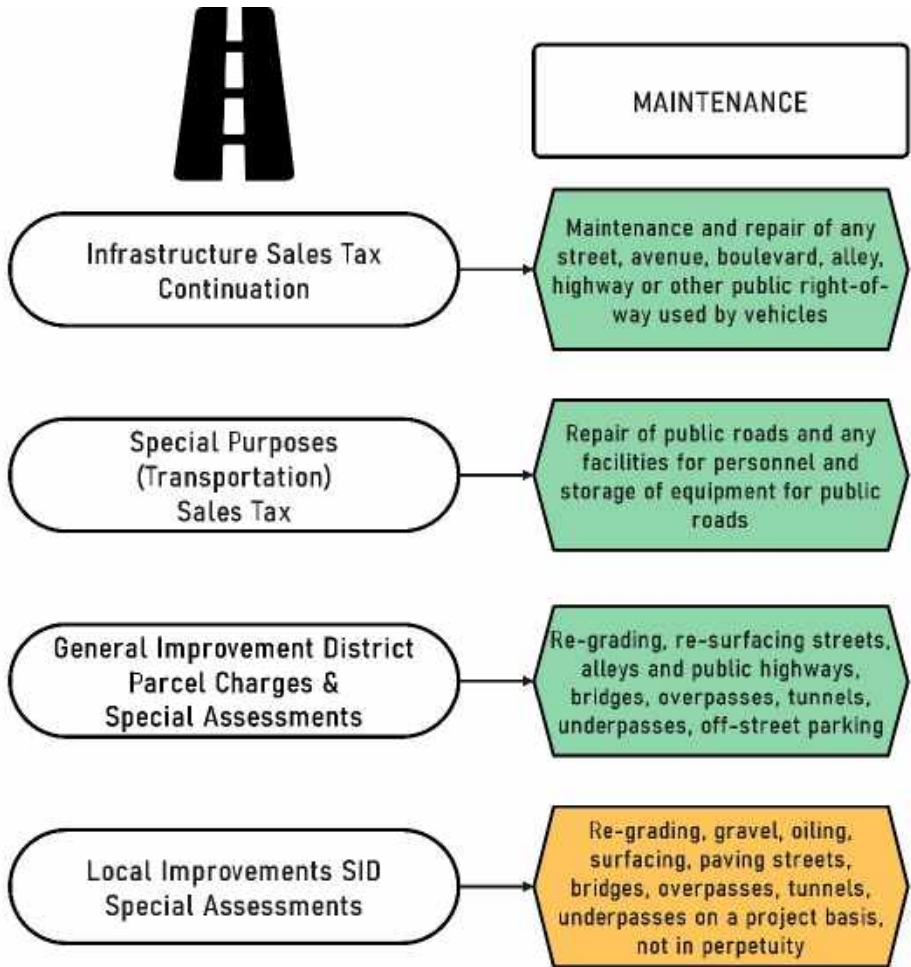 MAINTENANCE
Infrastructure Sales Tax
Continuation
Maintenance and repair of any
street, avenue, boulevard, alley,
highway or other public right-of-
way used by vehicles
Special Purposes
(Transportation)
Sales Tax
Repair of public roads and any
facilities for personnel and
storage of equipment for public
roads
General Improvement District
Parcel Charges &
Special Assessments
Re-grading, re-surfacing streets,
alleys and public highways,
bridges, overpasses, tunnels,
underpasses, off-street parking
Local Improvements SID
Special Assessments
Re-grading, gravel, oiling,
surfacing, paving streets,
bridges, overpasses, tunnels,
underpasses on a project basis,
not in perpetuity